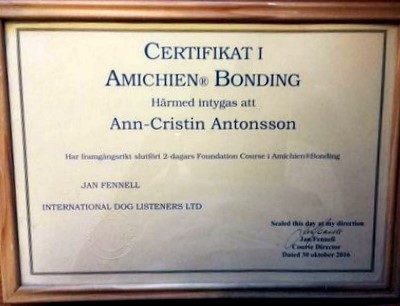 CERTIFIKAT I
AMICHIEN® BONDING
Härmed intygas att
Ann-Cristin Antonsson
Har framgångsrikt slutfört 2-dagars Foundation Course i Amichien®Bonding
JAN FENNELL
INTERNATIONAL DOG LISTENERS LTD
Sealed this day at my direction
Jan Fennell
Course Director
Dated 30 oktober 2016